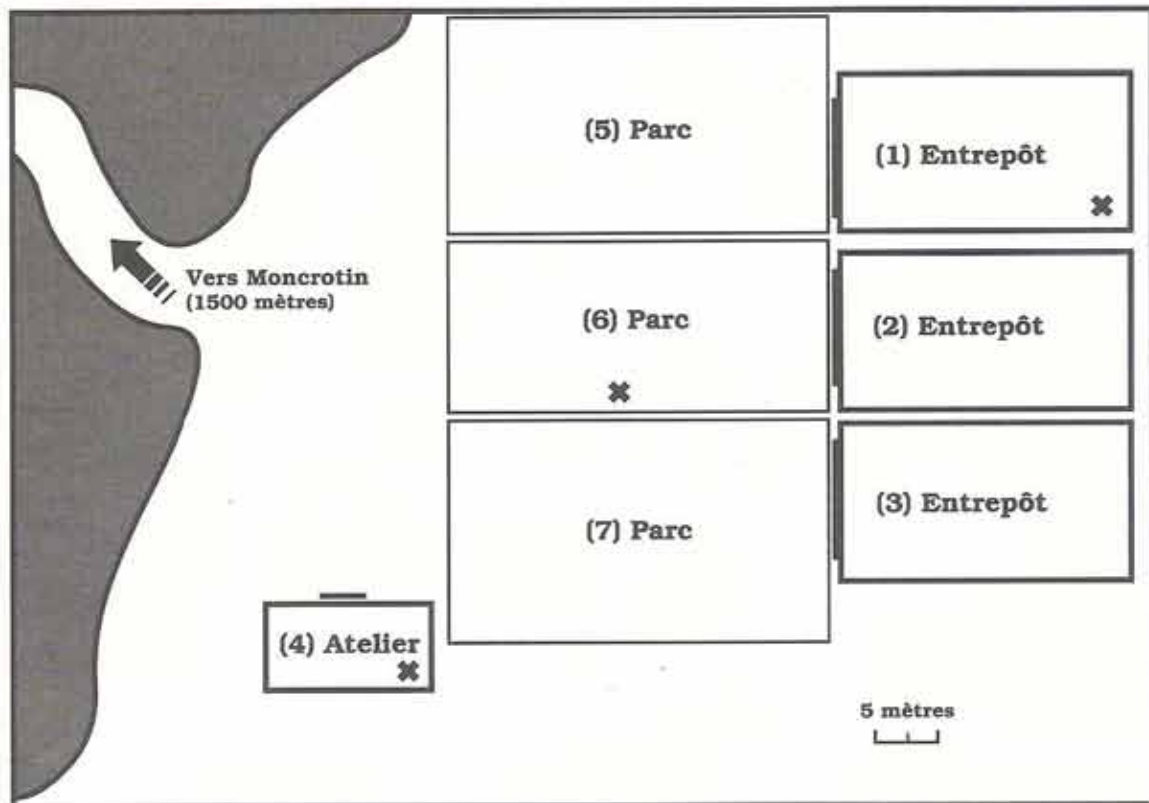 (5) Parc
(1) Entrepôt
Vers Moncrotin
(1500 mètres)
(6) Parc
(2) Entrepôt
(3) Entrepôt
(7) Parc
(4) Atelier
5 mètres